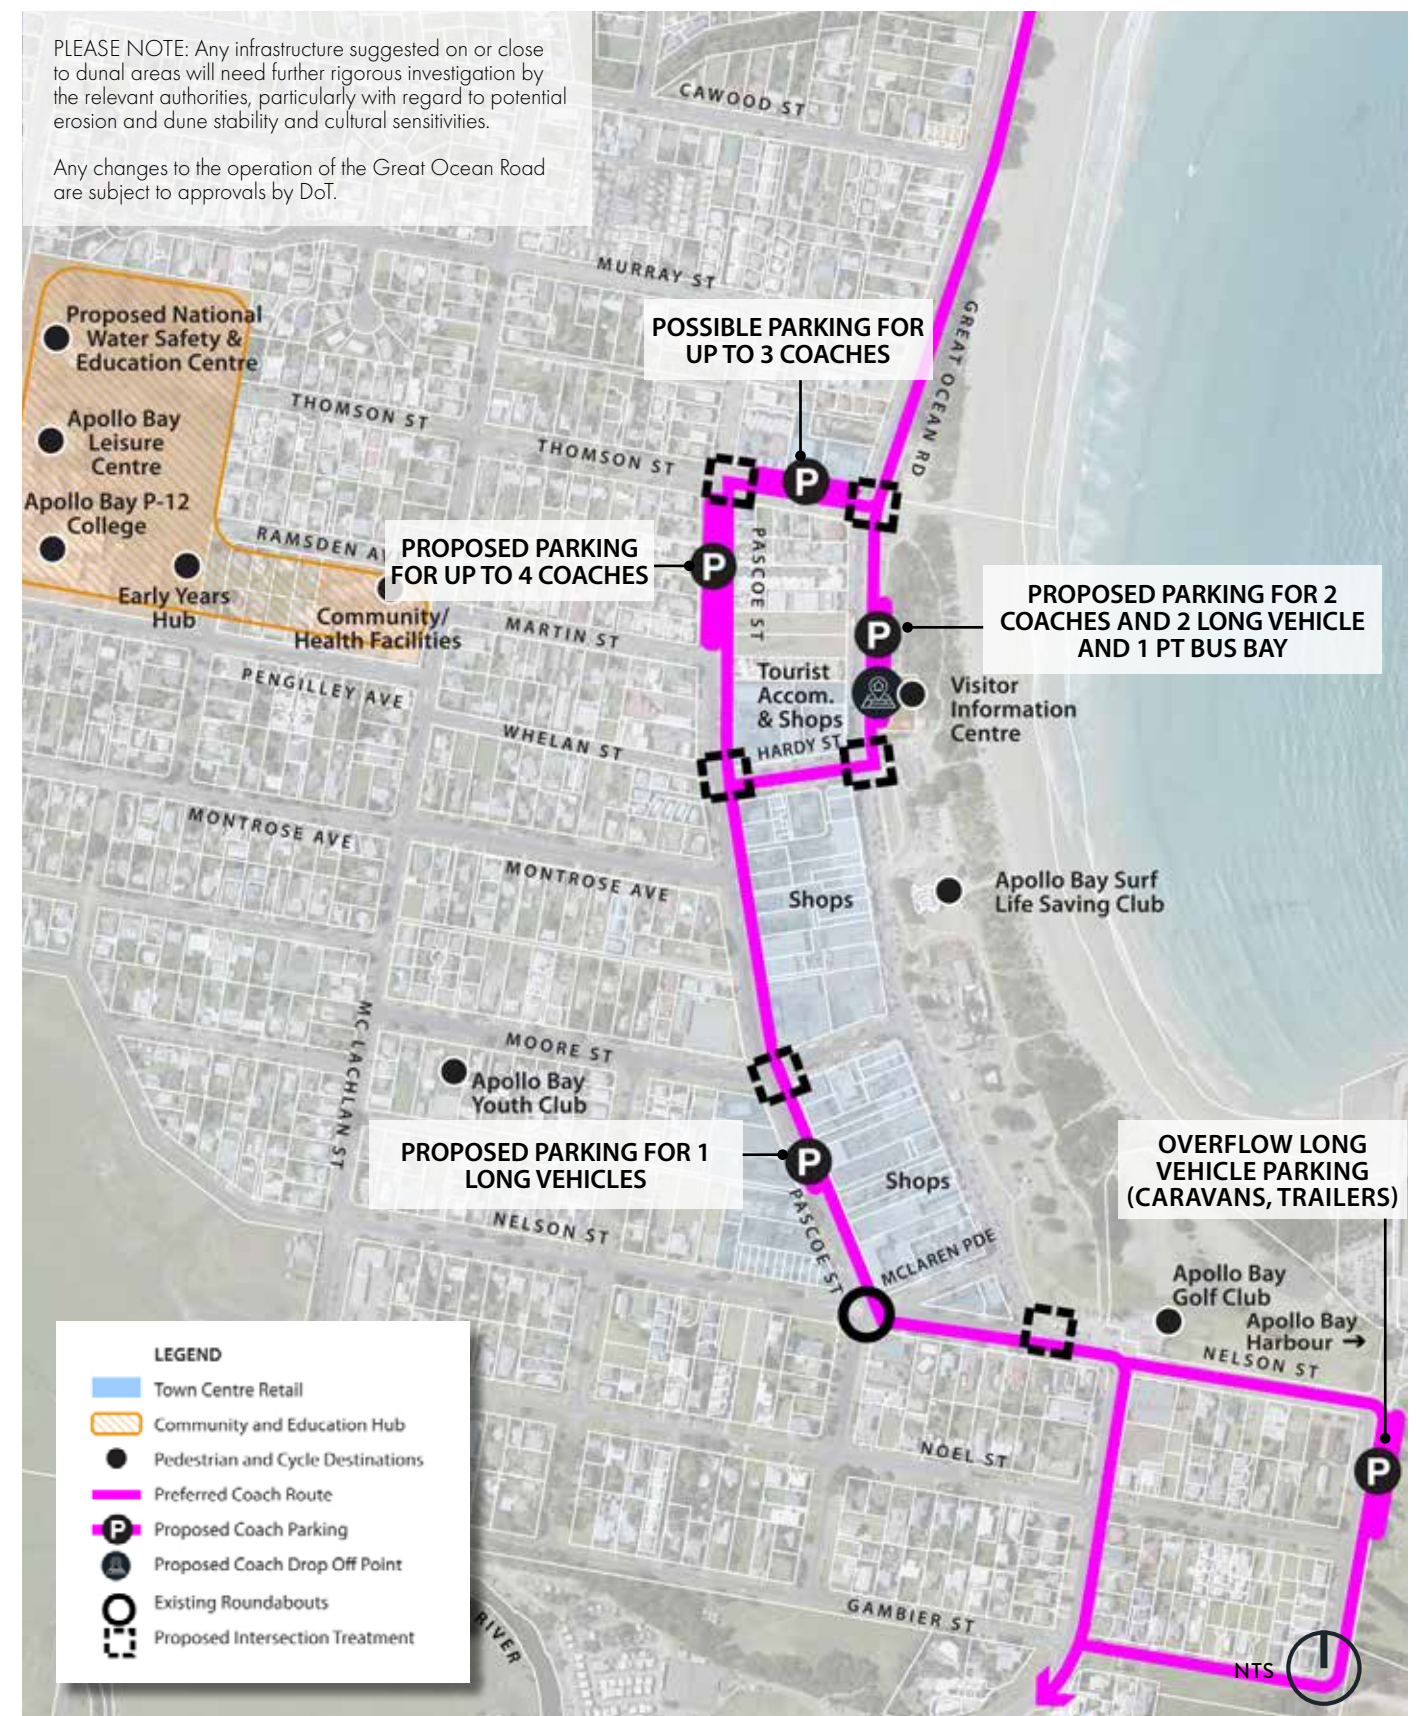 PLEASE NOTE: Any infrastructure suggested on or close
to dunal areas will need further rigorous investigation by
the relevant authorities, particularly with regard to potential
erosion and dune stability and cultural sensitivities.
Any changes to the operation of the Great Ocean Road
are subject to approvals by DoT.
CAWOOD ST
MURRAY ST
GREAT OCEAN RD
POSSIBLE PARKING FOR
UP TO 3 COACHES
Proposed National
Water Safety &
Education Centre
THOMSON ST
THOMSON ST
Apollo Bay
Leisure
Centre
Apollo Bay P-12
College
P
RAMSDEN AV
PROPOSED PARKING
FOR UP TO 4 COACHES
P
PASCOE ST
Early Years
Hub
Community/
Health Facilities
MARTIN ST
PROPOSED PARKING FOR 2
COACHES AND 2 LONG VEHICLE
AND 1 PT BUS BAY
P
PENGILLEY AVE
Tourist
Accom.
& Shops
Visitor
Information
Centre
WHELAN ST
HARDY ST
MONTROSE AVE
MONTROSE AVE
Shops
Apollo Bay Surf
Life Saving Club
MCLACHLAN ST
MOORE ST
Apollo Bay
Youth Club
PROPOSED PARKING FOR 1
LONG VEHICLES
P
Shops
OVERFLOW LONG
VEHICLE PARKING
(CARAVANS, TRAILERS)
PASCOE ST
NELSON ST
MCLAREN PDE
Apollo Bay
Golf Club
Apollo Bay
Harbour →
NELSON ST
P
NOEL ST
GAMBIER ST
RIVER
NTS
LEGEND
Town Centre Retail
Community and Education Hub
Pedestrian and Cycle Destinations
Preferred Coach Route
P Proposed Coach Parking
Proposed Coach Drop Off Point
Existing Roundabouts
Proposed Intersection Treatment